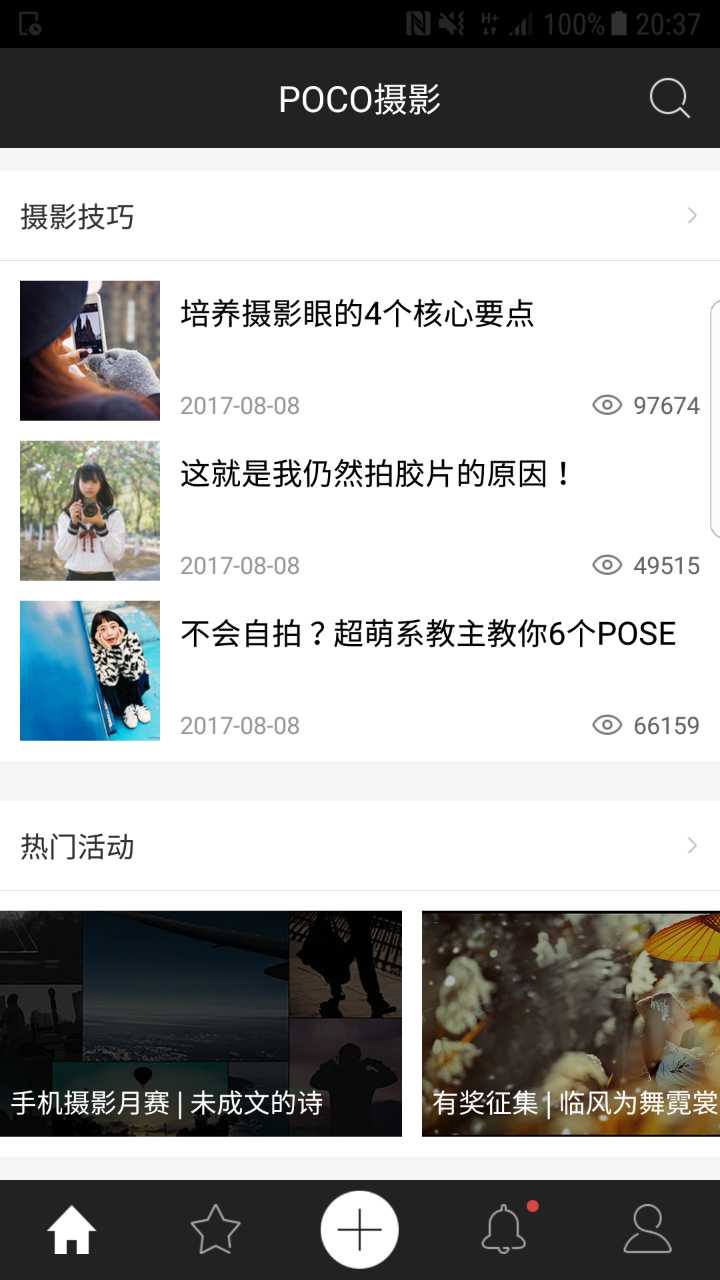 H+ 100% 20:37
POCO摄影
摄影技巧
培养摄影眼的4个核心要点
2017-08-08 97674
这就是我仍然拍胶片的原因！
2017-08-08 49515
不会自拍？超萌系教主教你6个POSE
2017-08-08 66159
热门活动
手机摄影月赛 | 未成文的诗
有奖征集 | 临风为舞霓裳